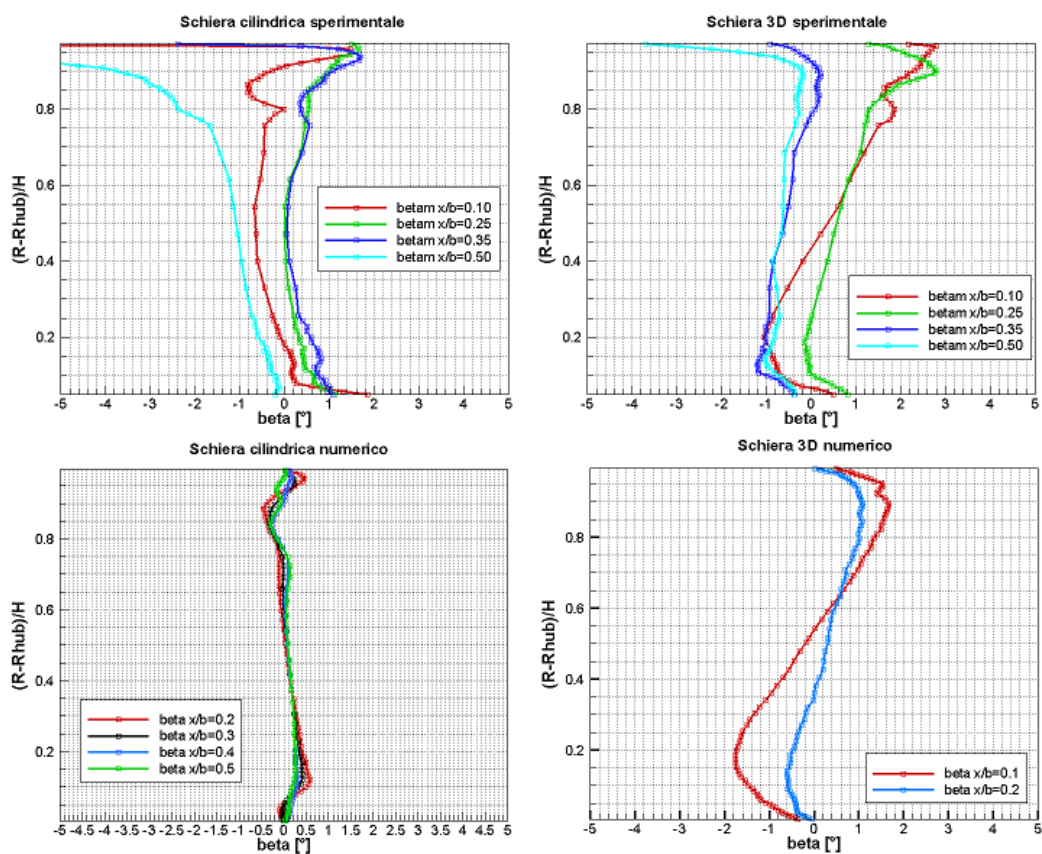 Schiera cilindrica sperimentale
(R-Rhub)/H
0.8
0.6
0.4
0.2
betam x/b=0.10
betam x/b=0.25
betam x/b=0.35
betam x/b=0.50
-5 -4 -3 -2 -1 0 1 2 3 4 5
beta [°]
Schiera 3D sperimentale
(R-Rhub)/H
0.8
0.6
0.4
0.2
betam x/b=0.10
betam x/b=0.25
betam x/b=0.35
betam x/b=0.50
-5 -4 -3 -2 -1 0 1 2 3 4 5
beta [°]
Schiera cilindrica numerico
(R-Rhub)/H
0.8
0.6
0.4
0.2
beta x/b=0.2
beta x/b=0.3
beta x/b=0.4
beta x/b=0.5
-5 -4.5 -4 -3.5 -3 -2.5 -2 -1.5 -1 -0.5 0 0.5 1 1.5 2 2.5 3 3.5 4 4.5 5
beta [°]
Schiera 3D numerico
(R-Rhub)/H
0.8
0.6
0.4
0.2
beta x/b=0.1
beta x/b=0.2
-5 -4 -3 -2 -1 0 1 2 3 4 5
beta [°]